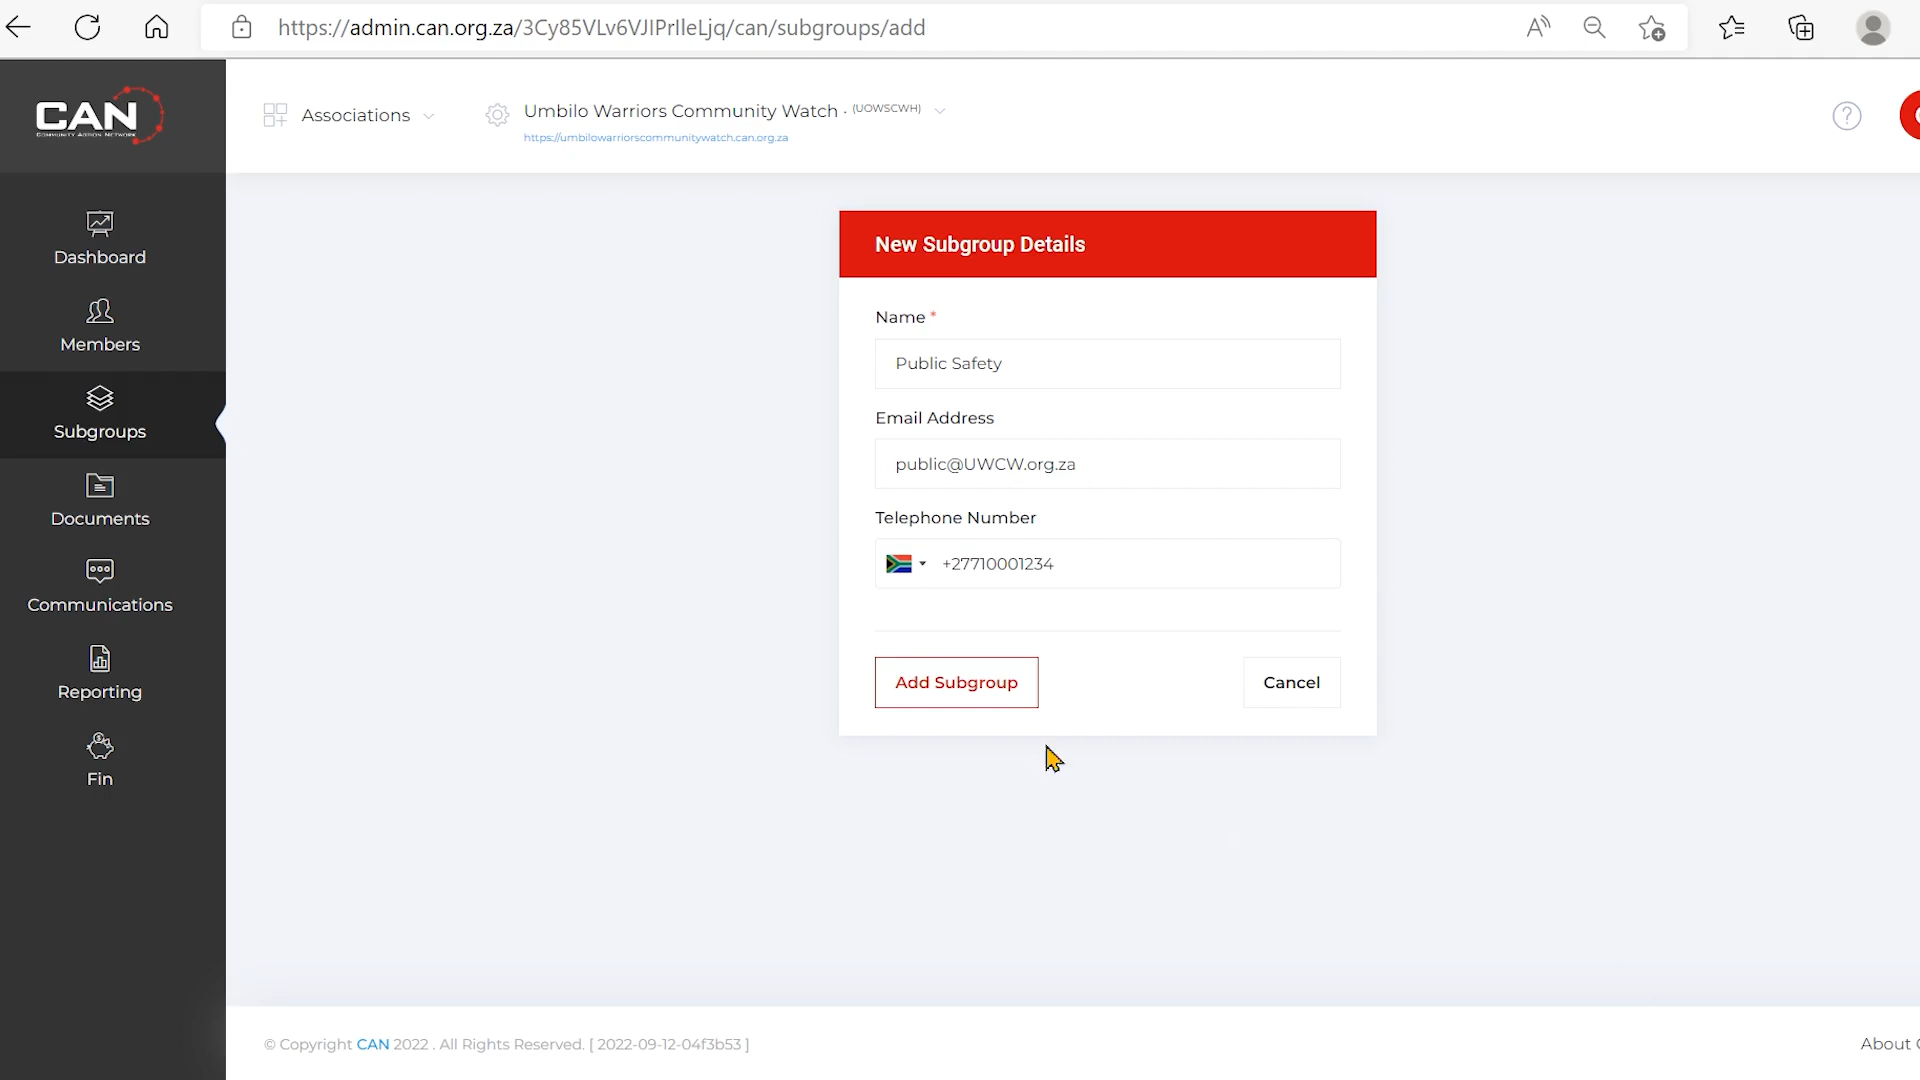 https://admin.can.org.za/3Cy85VLv6VJIPrIleLjq/can/subgroups/add
CAN
COMMUNITY ACTION NETWORK
Associations
Umbilo Warriors Community Watch · (UOWSCWH)
https://umbilowarriorscommunitywatch.can.org.za
?
Dashboard
Members
Subgroups
Documents
Communications
Reporting
Fin
New Subgroup Details
Name *
Public Safety
Email Address
public@UWCW.org.za
Telephone Number
+27710001234
Add Subgroup
Cancel
© Copyright CAN 2022 . All Rights Reserved. [ 2022-09-12-04f3b53 ]
About